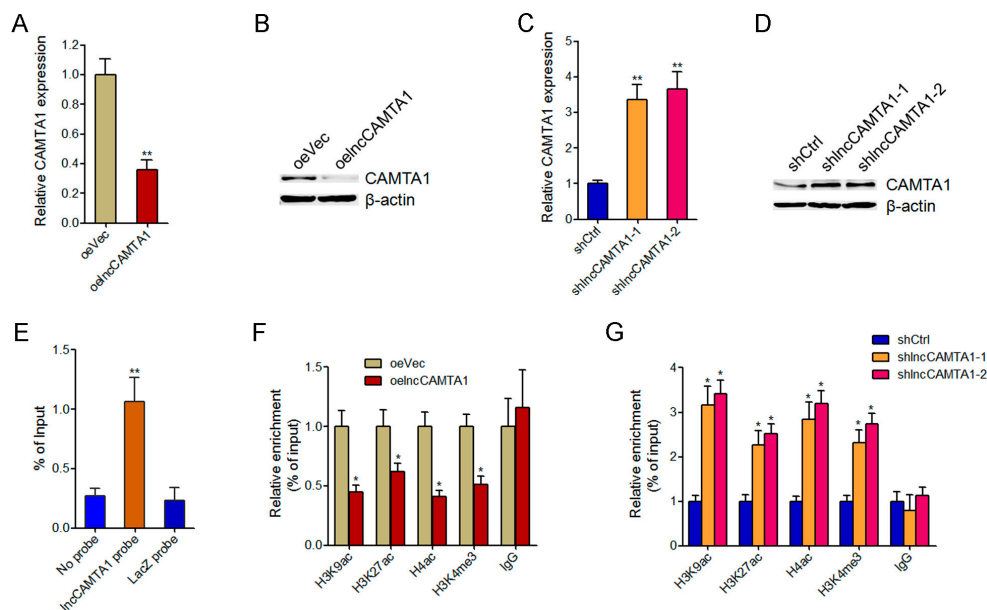 A
Relative CAMTA1 expression
1.2
1.0
0.8
0.6
0.4
0.2
0.0
**
oeVec
oelncCAMTA1
B
oeVec
oelncCAMTA1
CAMTA1
β-actin
C
Relative CAMTA1 expression
5
4
3
2
1
0
**
**
shCtrl
shlncCAMTA1-1
shlncCAMTA1-2
D
shCtrl
shlncCAMTA1-1
shlncCAMTA1-2
CAMTA1
β-actin
E
% of Input
1.5
1.0
0.5
0.0
**
No probe
lncCAMTA1 probe
LacZ probe
F
Relative enrichment
(% of input)
1.5
1.0
0.5
0.0
oeVec
oelncCAMTA1
*
*
*
*
H3K9ac
H3K27ac
H4ac
H3K4me3
IgG
G
Relative enrichment
(% of input)
4
3
2
1
0
shCtrl
shlncCAMTA1-1
shlncCAMTA1-2
* *
* *
* *
* *
H3K9ac
H3K27ac
H4ac
H3K4me3
IgG